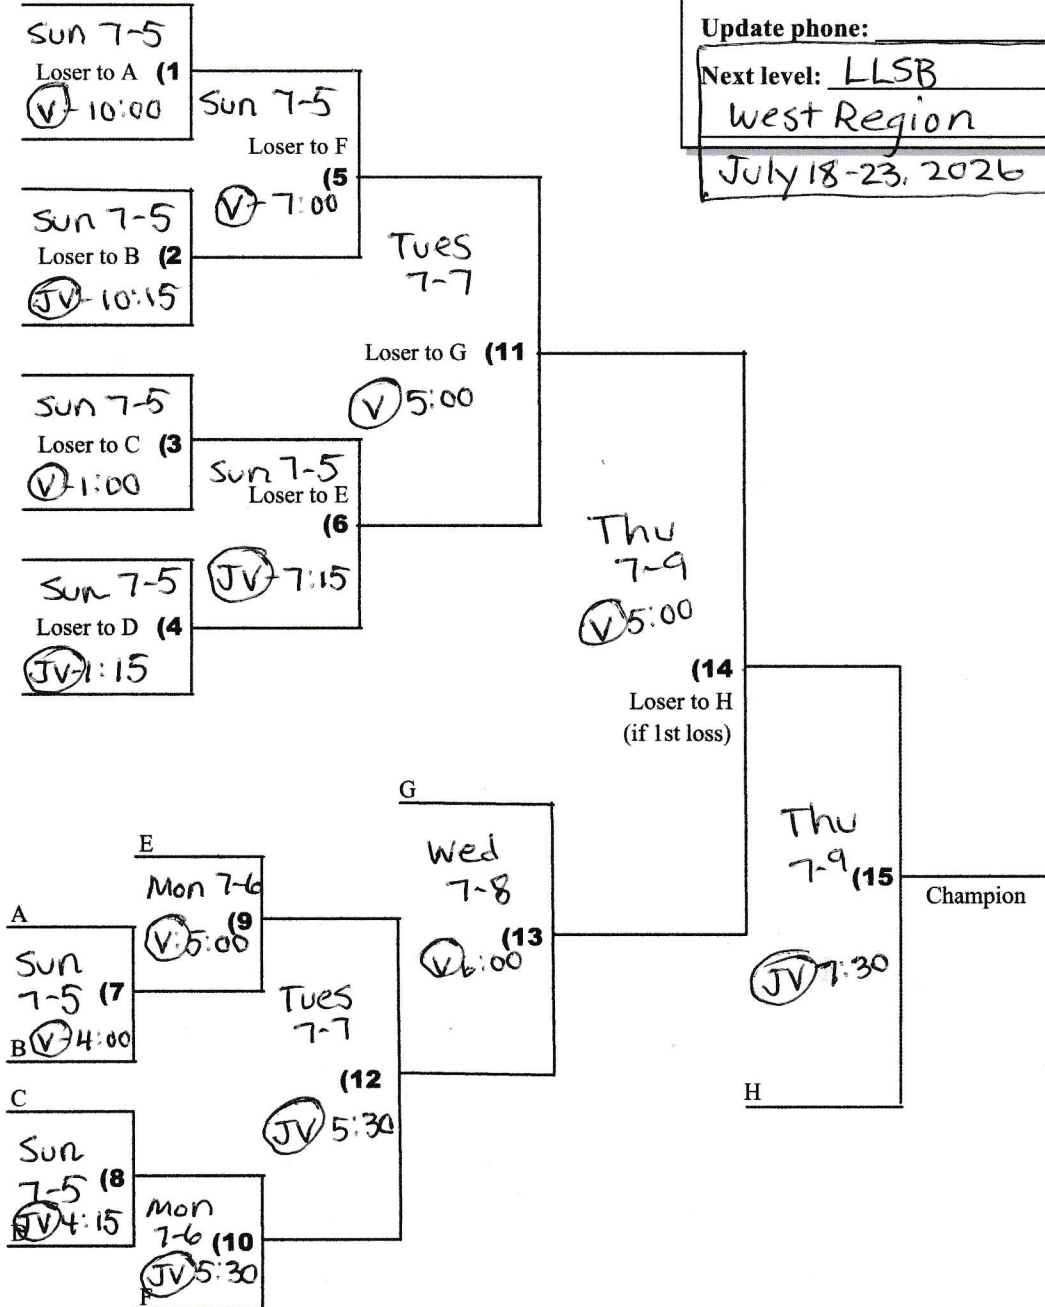 Update phone:
Next level: LLSB
West Region
July 18-23, 2026
Sun 7-5
Loser to A (1
V - 10:00
Sun 7-5
Loser to F
(5
V - 7:00
Sun 7-5
Loser to B (2
JV - 10:15
Tues
7-7
Loser to G (11
V 5:00
Sun 7-5
Loser to C (3
V - 1:00
Sun 7-5
Loser to E
(6
JV - 7:15
Sun 7-5
Loser to D (4
JV - 1:15
Thu
7-9
V 5:00
(14
Loser to H
(if 1st loss)
G
Wed
7-8
(13
V 6:00
Thu
7-9 (15
Champion
JV 7:30
H
E
Mon 7-6
(9
V: 5:00
A
Sun
7-5 (7
V - 4:00
B
Tues
7-7
(12
JV 5:30
C
Sun
7-5 (8
JV 4:15
D
Mon
7-6 (10
JV 5:30
F